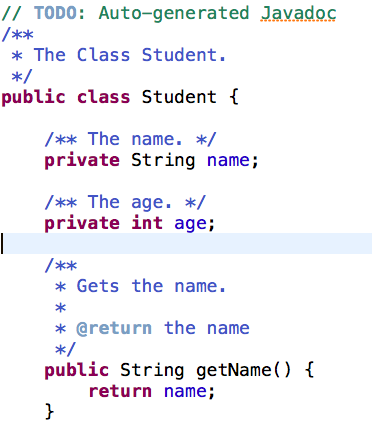 // TODO: Auto-generated Javadoc
/**
 * The Class Student.
 */
public class Student {

    /** The name. */
    private String name;

    /** The age. */
    private int age;

    /**
     * Gets the name.
     *
     * @return the name
     */
    public String getName() {
        return name;
    }